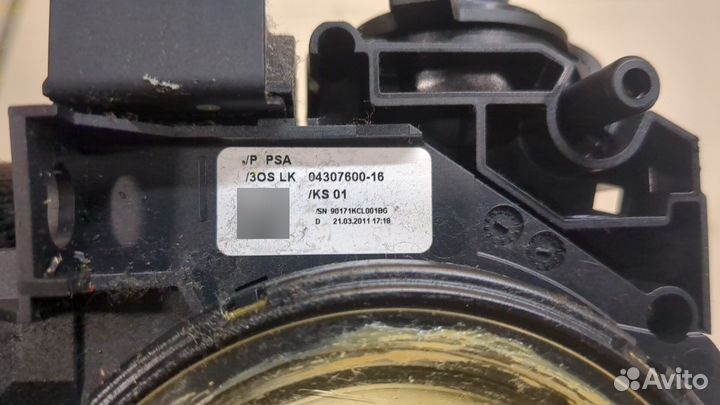 /P PSA
/3OS LK 04307600-16
/KS 01
/SN 90171KCL001BG
D 21.03.2011 17:18
Avito